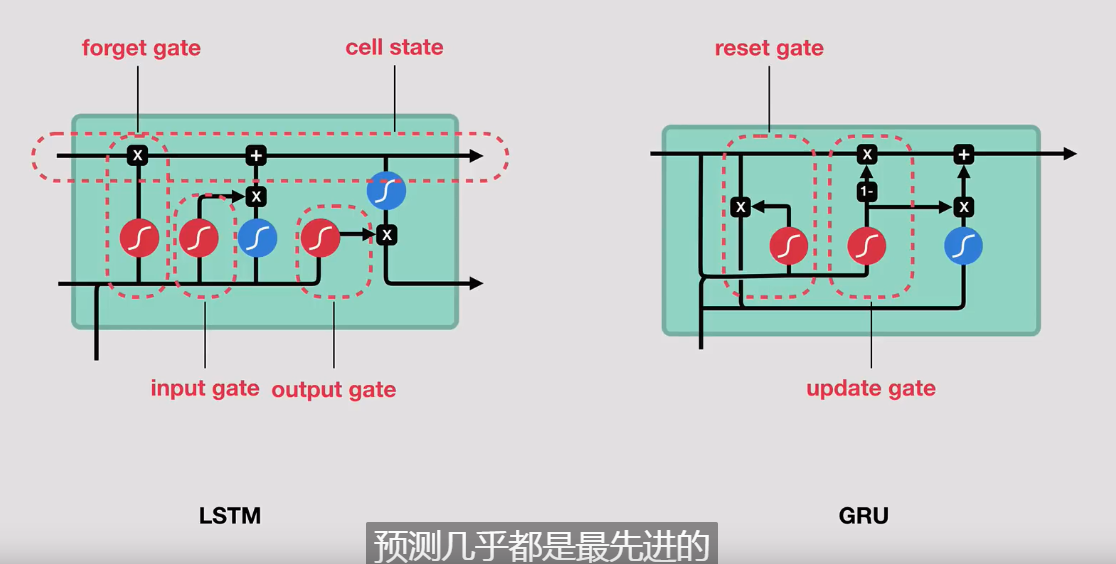 forget gate
cell state
reset gate
x
+
x
+
x
1-
x
x
x
input gate
output gate
update gate
LSTM
GRU
预测几乎都是最先进的